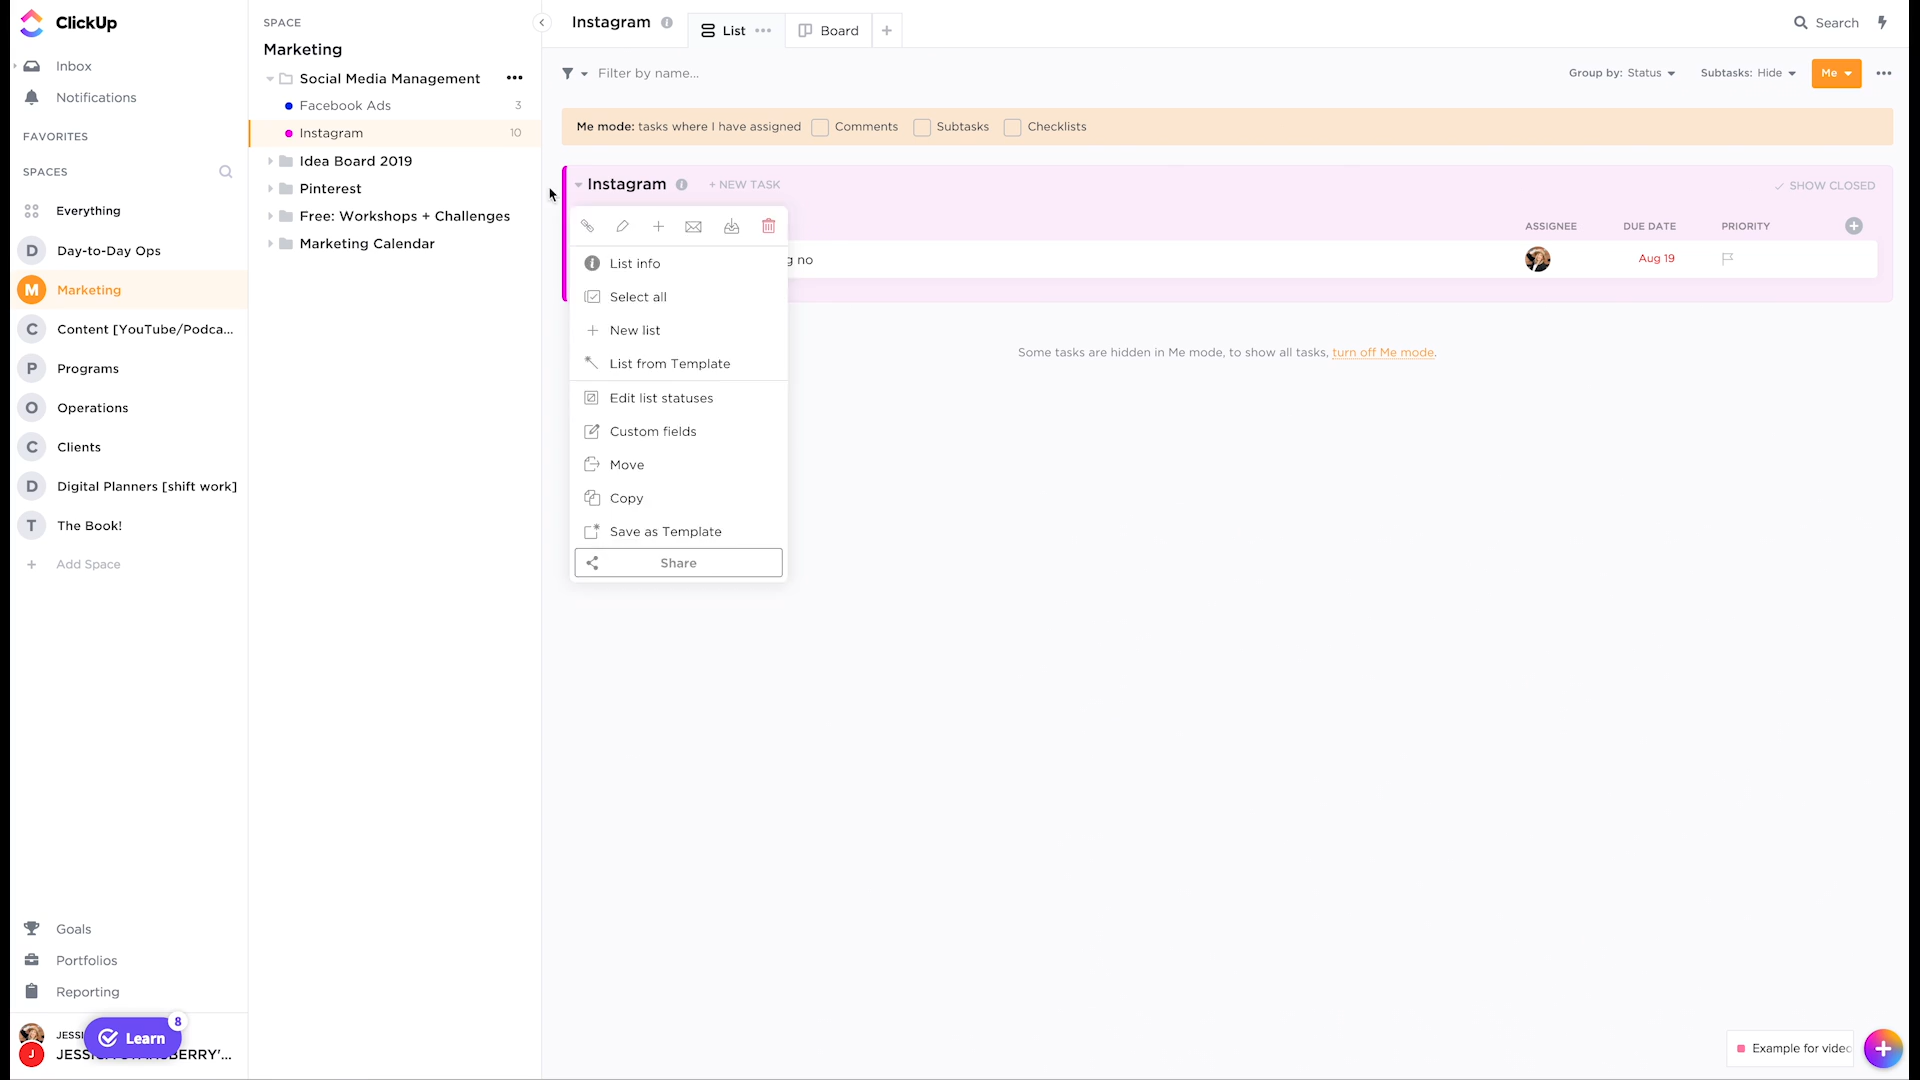 ClickUp
Inbox
Notifications
FAVORITES
SPACES
Everything
D Day-to-Day Ops
M Marketing
C Content [YouTube/Podca...
P Programs
O Operations
C Clients
D Digital Planners [shift work]
T The Book!
+ Add Space
Goals
Portfolios
Reporting
8
Learn
J
SPACE
Marketing
Social Media Management •••
Facebook Ads 3
Instagram 10
Idea Board 2019
Pinterest
Free: Workshops + Challenges
Marketing Calendar
Instagram List ••• Board +
Search
Filter by name...
Group by: Status Subtasks: Hide Me •••
Me mode: tasks where I have assigned Comments Subtasks Checklists
Instagram + NEW TASK SHOW CLOSED
ASSIGNEE DUE DATE PRIORITY
no Aug 19
List info
Select all
New list
List from Template
Edit list statuses
Custom fields
Move
Copy
Save as Template
Share
Some tasks are hidden in Me mode, to show all tasks, turn off Me mode.
Example for video